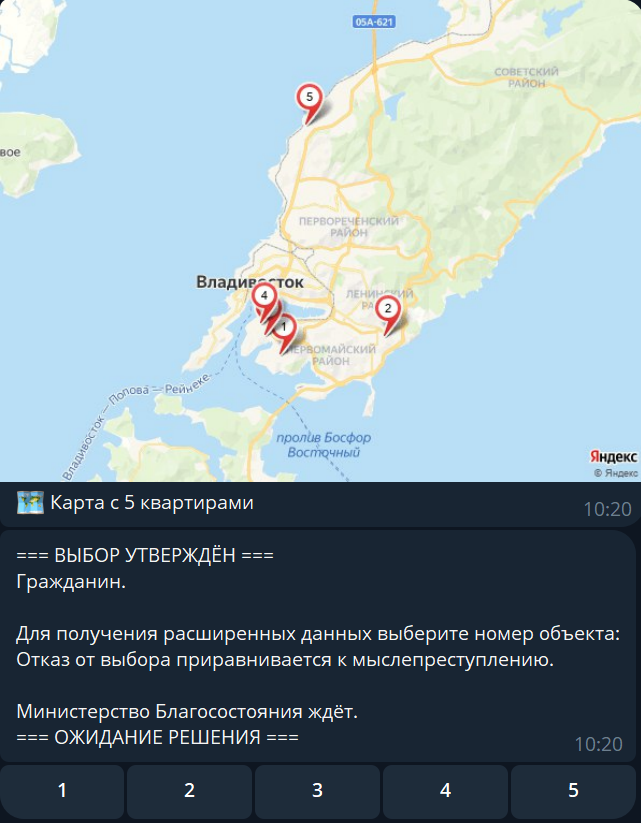 05А-621
СОВЕТСКИЙ
РАЙОН
5
вое
ПЕРВОРЕЧЕНСКИЙ
РАЙОН
Владивосток
4
ЛЕНИНСКИЙ
2
1
ПЕРВОМАЙСКИЙ
РАЙОН
Владивосток — Попова — Рейнеке
пролив Босфор
Восточный
Яндекс
© Яндекс
Карта с 5 квартирами
10:20
=== ВЫБОР УТВЕРЖДЁН ===
Гражданин.
Для получения расширенных данных выберите номер объекта:
Отказ от выбора приравнивается к мыслепреступлению.
Министерство Благосостояния ждёт.
=== ОЖИДАНИЕ РЕШЕНИЯ ===
10:20
1 2 3 4 5